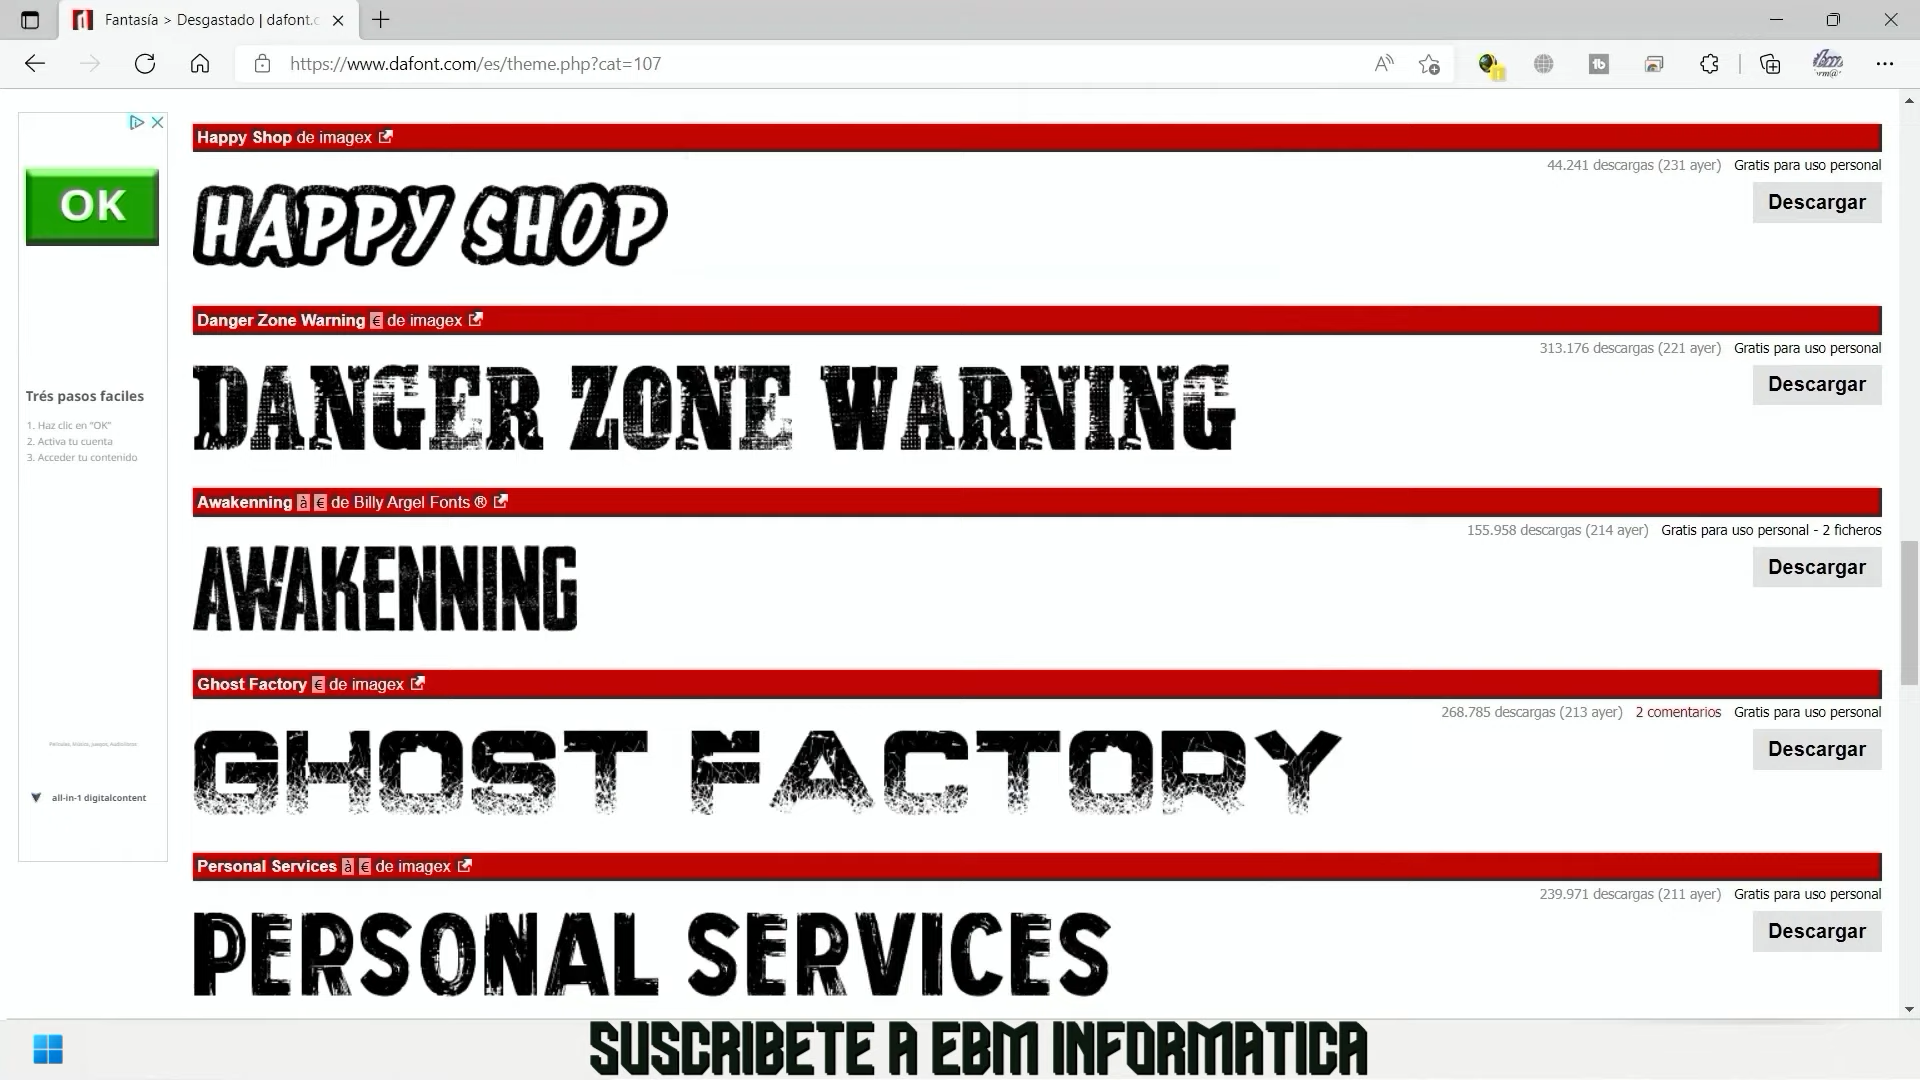 Fantasía > Desgastado | dafont.c
https://www.dafont.com/es/theme.php?cat=107
OK
Trés pasos faciles
1. Haz clic en "OK"
2. Activa tu cuenta
3. Acceder tu contenido
all-in-1 digitalcontent
Happy Shop de imagex
44.241 descargas (231 ayer) Gratis para uso personal
Descargar
HAPPY SHOP
Danger Zone Warning € de imagex
313.176 descargas (221 ayer) Gratis para uso personal
Descargar
DANGER ZONE WARNING
Awakenning à € de Billy Argel Fonts ®
155.958 descargas (214 ayer) Gratis para uso personal - 2 ficheros
Descargar
AWAKENNING
Ghost Factory € de imagex
268.785 descargas (213 ayer) 2 comentarios Gratis para uso personal
Descargar
GHOST FACTORY
Personal Services à € de imagex
239.971 descargas (211 ayer) Gratis para uso personal
Descargar
PERSONAL SERVICES
SUSCRIBETE A EBM INFORMATICA